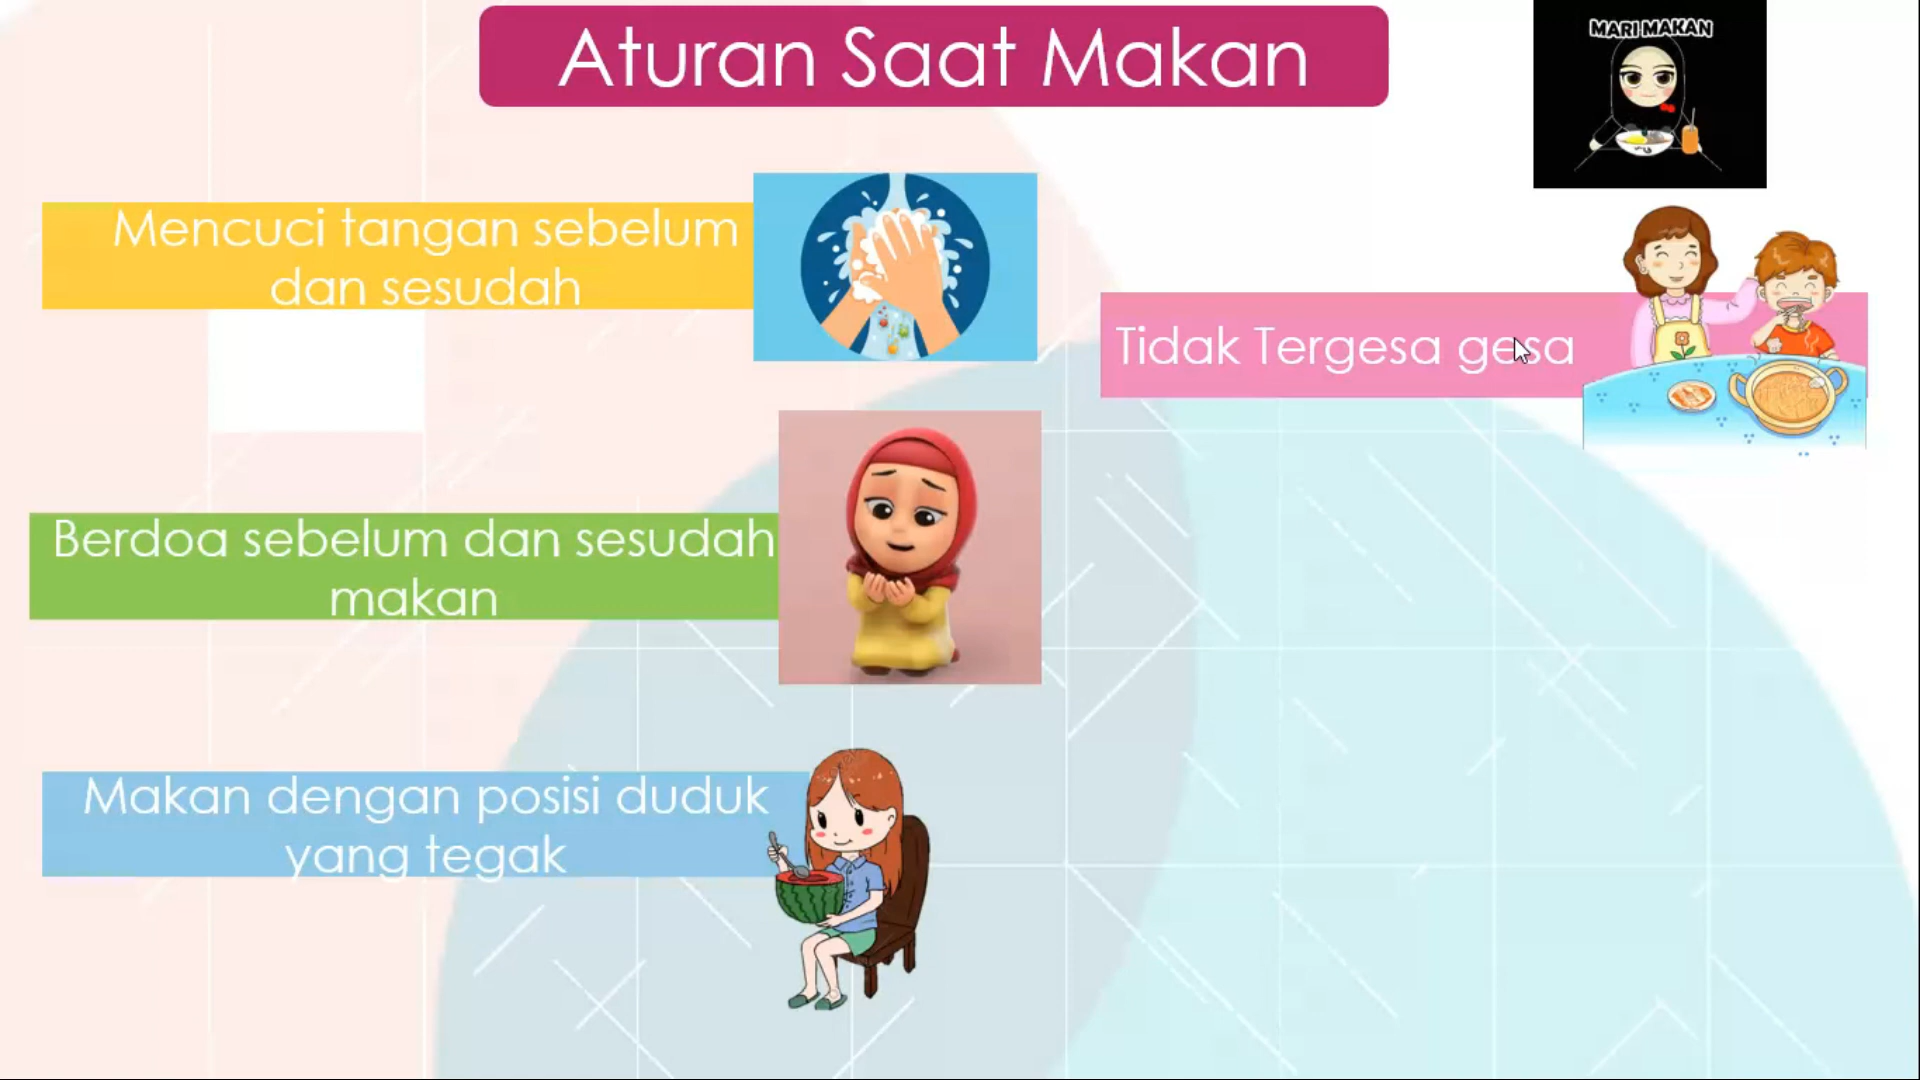 Aturan Saat Makan
MARI MAKAN
Mencuci tangan sebelum
dan sesudah
Tidak Tergesa gesa
Berdoa sebelum dan sesudah
makan
Makan dengan posisi duduk
yang tegak